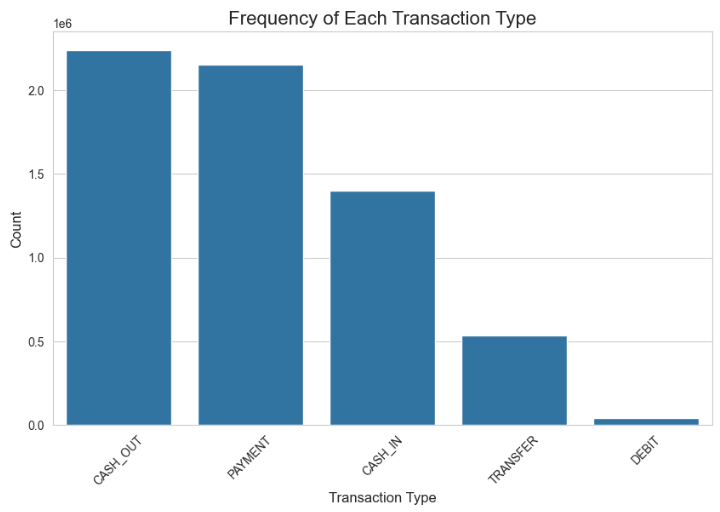 Frequency of Each Transaction Type
1e6
2.0
1.5
1.0
0.5
0.0
Count
CASH_OUT
PAYMENT
CASH_IN
TRANSFER
DEBIT
Transaction Type